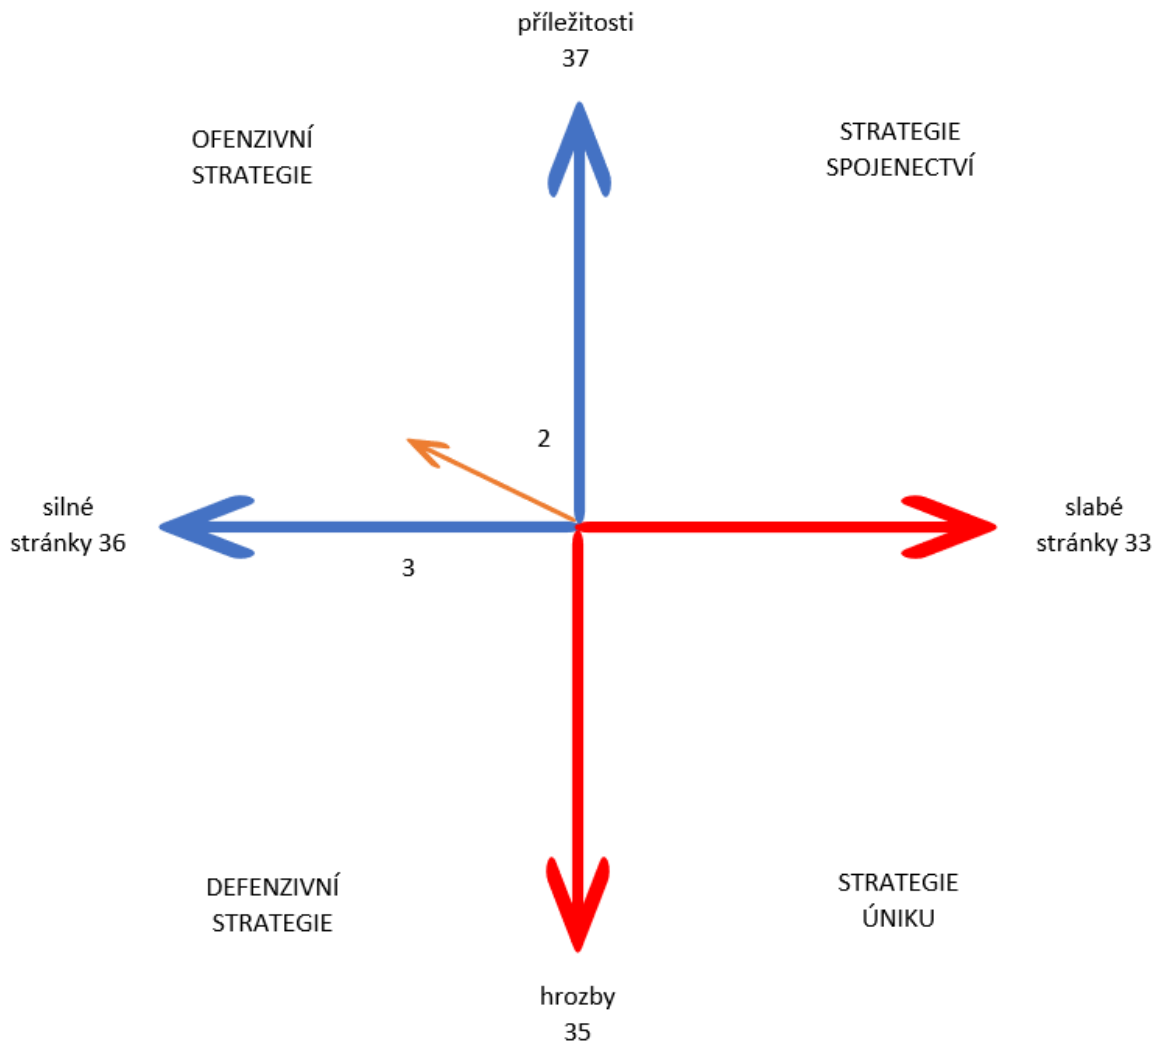 příležitosti
37
OFENZIVNÍ
STRATEGIE
STRATEGIE
SPOJENECTVÍ
2
silné
stránky 36
slabé
stránky 33
3
DEFENZIVNÍ
STRATEGIE
STRATEGIE
ÚNIKU
hrozby
35